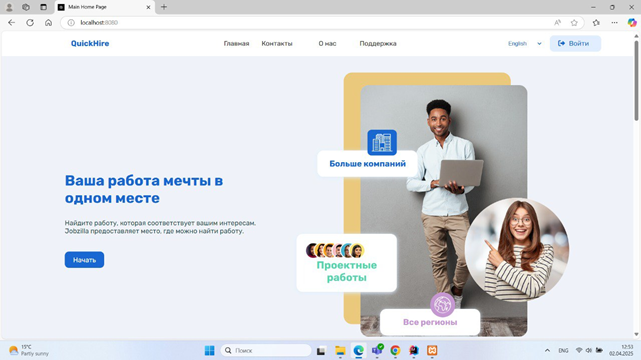 Main Home Page
localhost:8080
QuickHire
Главная Контакты О нас Поддержка
English
Войти
Больше компаний
Ваша работа мечты в
одном месте
Найдите работу, которая соответствует вашим интересам.
Jobzilla предоставляет место, где можно найти работу.
Начать
Проектные
работы
Все регионы
15°C
Partly sunny
Поиск
ENG
12:53
02.04.2025